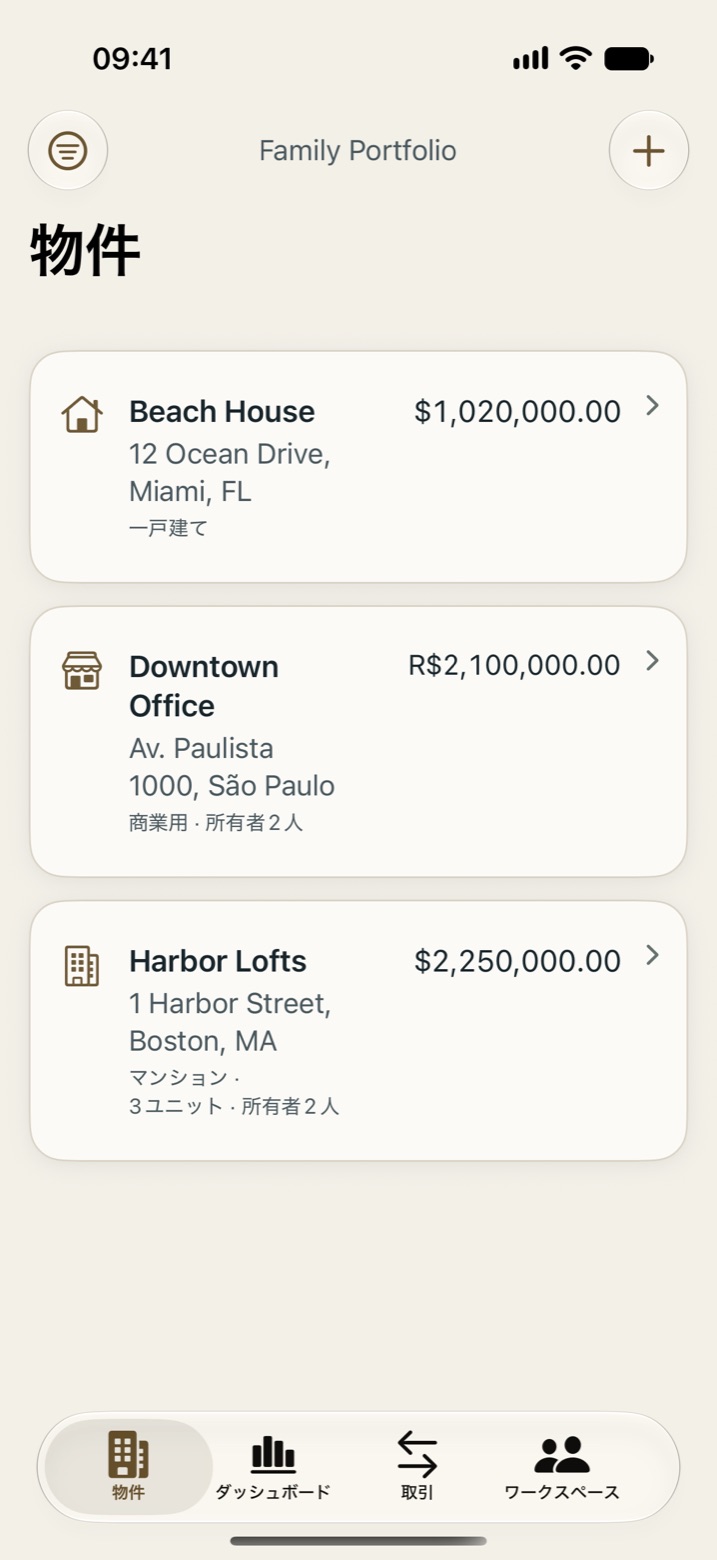 09:41
Family Portfolio
物件
Beach House
$1,020,000.00
12 Ocean Drive,
Miami, FL
一戸建て
Downtown
Office
R$2,100,000.00
Av. Paulista
1000, São Paulo
商業用 · 所有者2人
Harbor Lofts
$2,250,000.00
1 Harbor Street,
Boston, MA
マンション ·
3ユニット · 所有者2人
物件
ダッシュボード
取引
ワークスペース